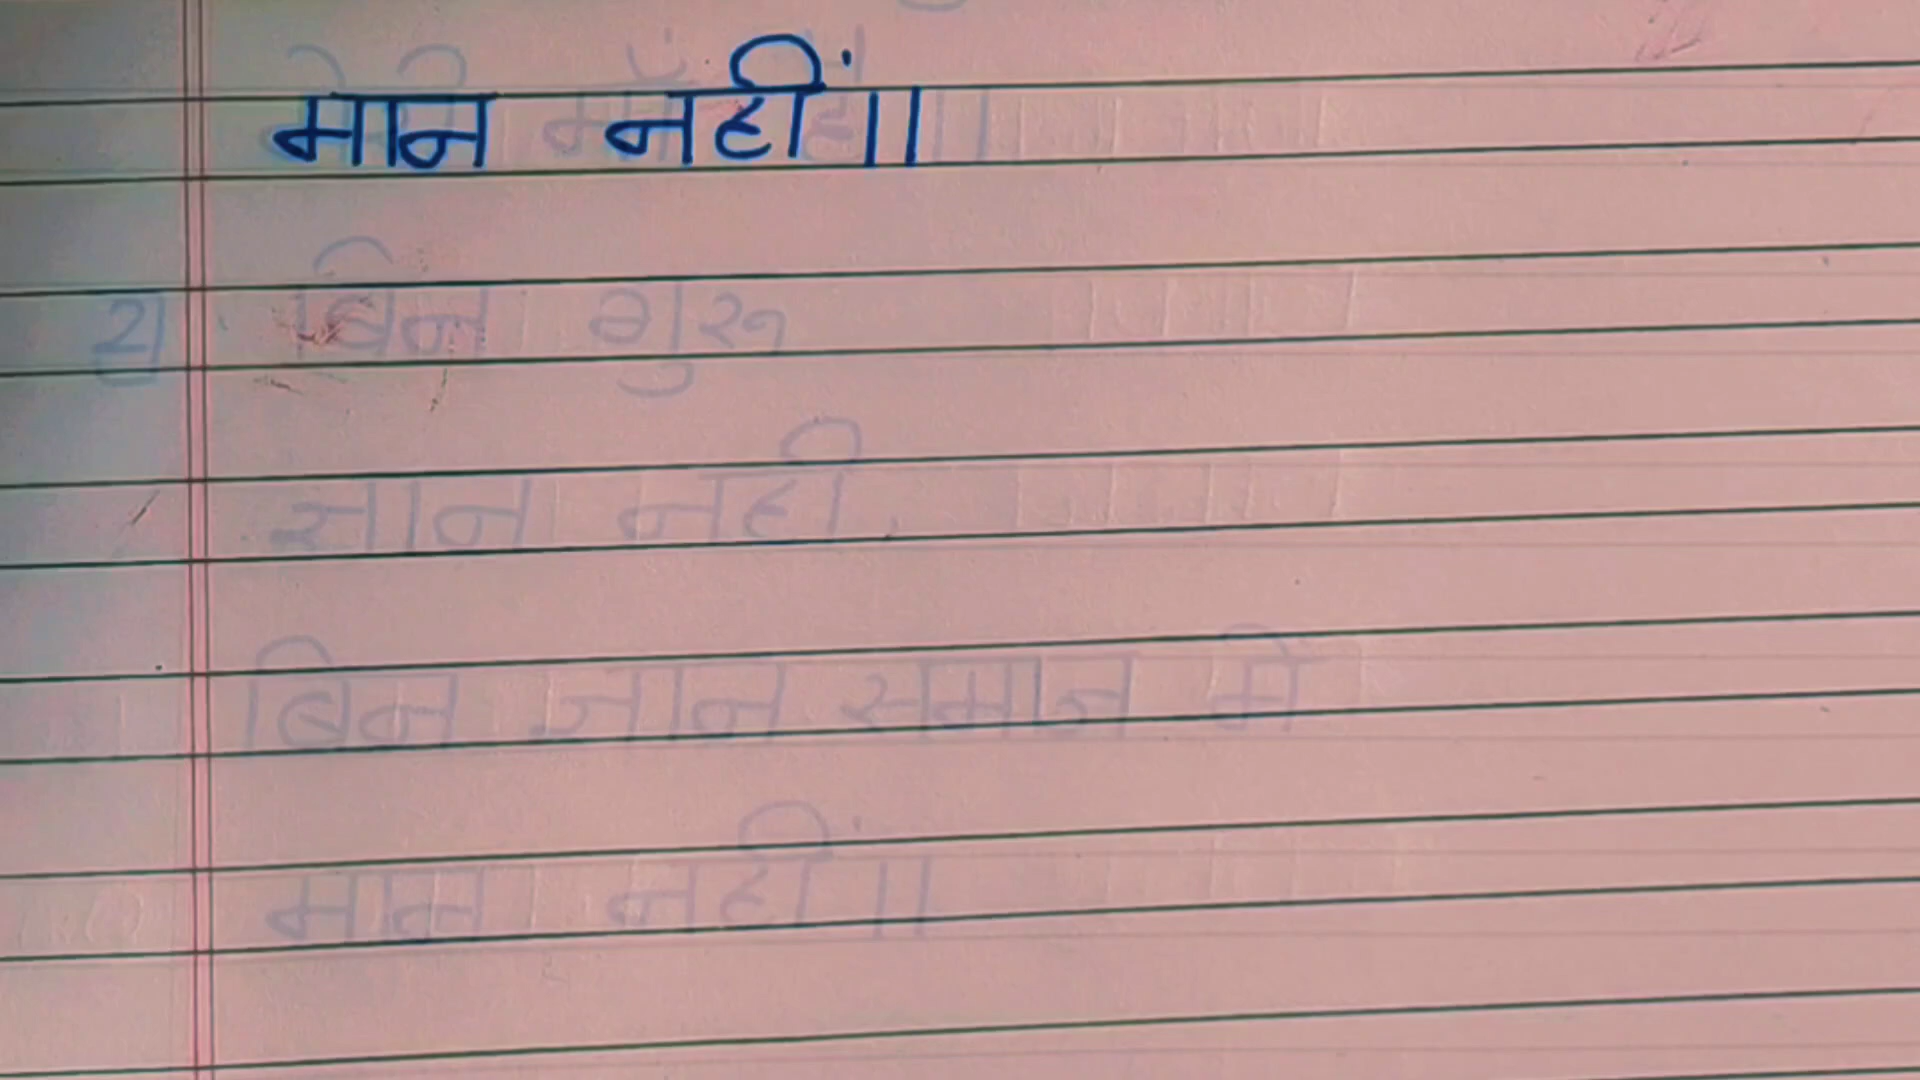 मान नहीं ।।
2) बिन गुरु
ज्ञान नही
बिन ज्ञान समाज मे
मान नहीं ।।